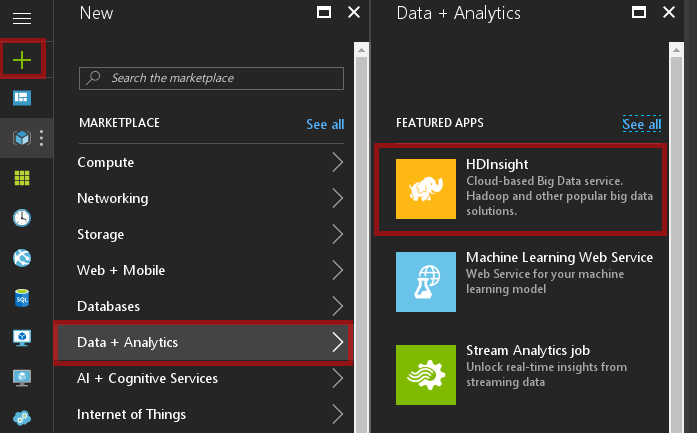 New
Search the marketplace
MARKETPLACE See all
Compute
Networking
Storage
Web + Mobile
Databases
Data + Analytics
AI + Cognitive Services
Internet of Things
SQL
Data + Analytics
FEATURED APPS See all
HDInsight
Cloud-based Big Data service.
Hadoop and other popular big data
solutions.
Machine Learning Web Service
Web Service for your machine
learning model
Stream Analytics job
Unlock real-time insights from
streaming data